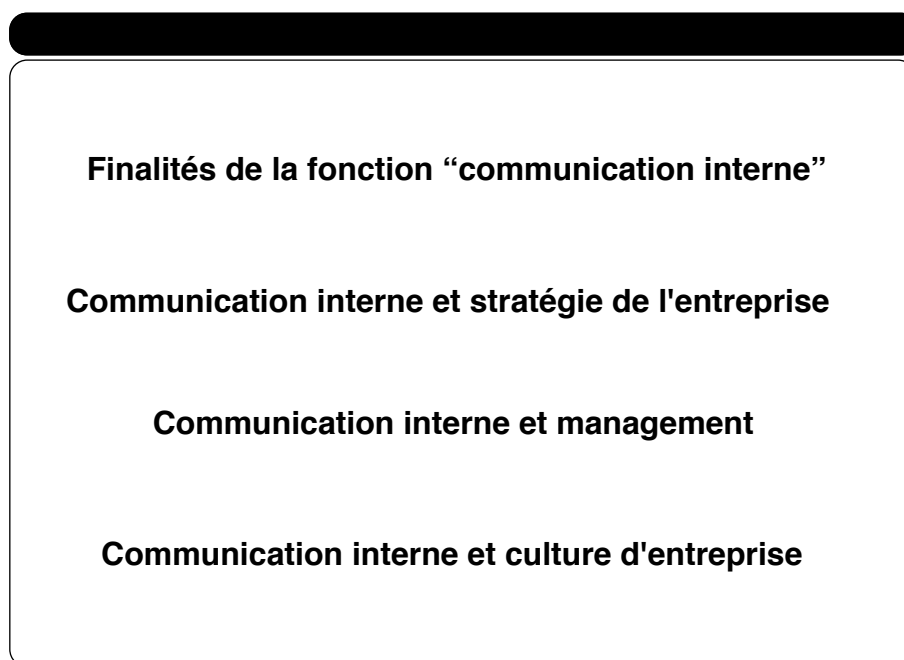 Finalités de la fonction “communication interne”
Communication interne et stratégie de l'entreprise
Communication interne et management
Communication interne et culture d'entreprise